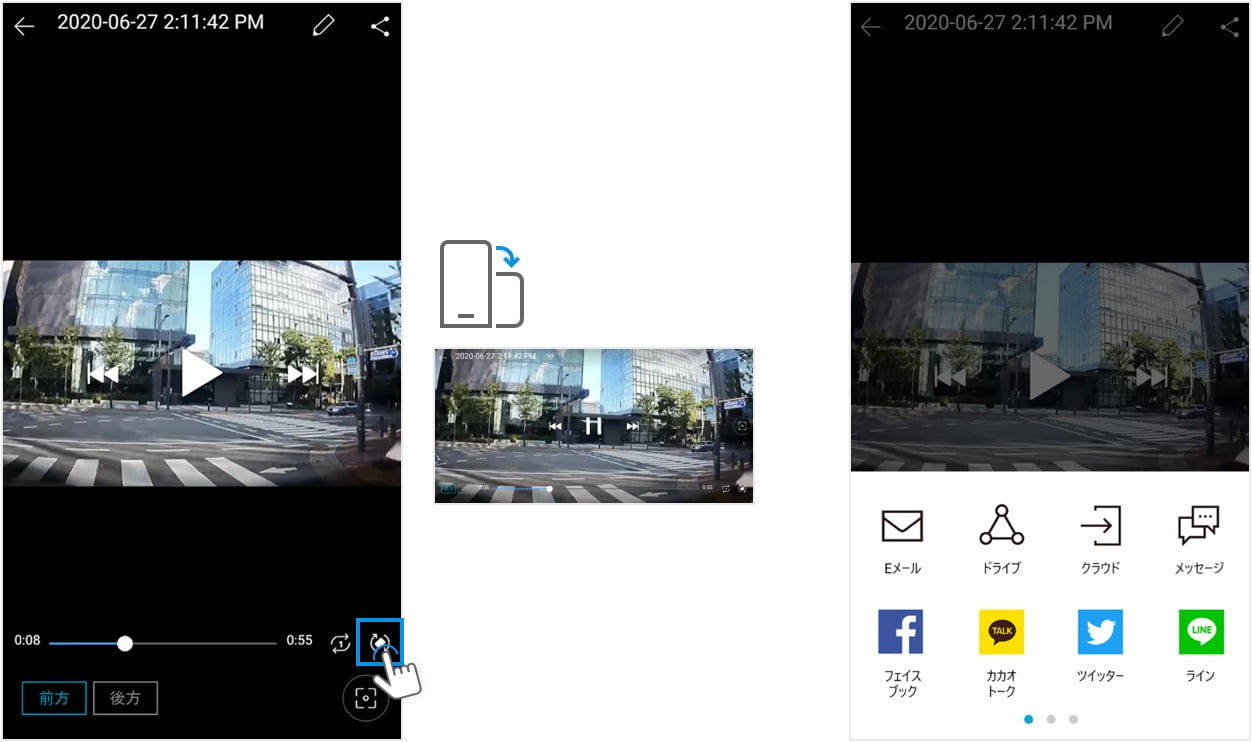 2020-06-27 2:11:42 PM
0:08
0:55
1
前方
後方
2020-06-27 2:11:42 PM
0:08
0:55
2020-06-27 2:11:42 PM
Eメール
ドライブ
クラウド
メッセージ
TALK
LINE
フェイス
ブック
カカオ
トーク
ツイッター
ライン